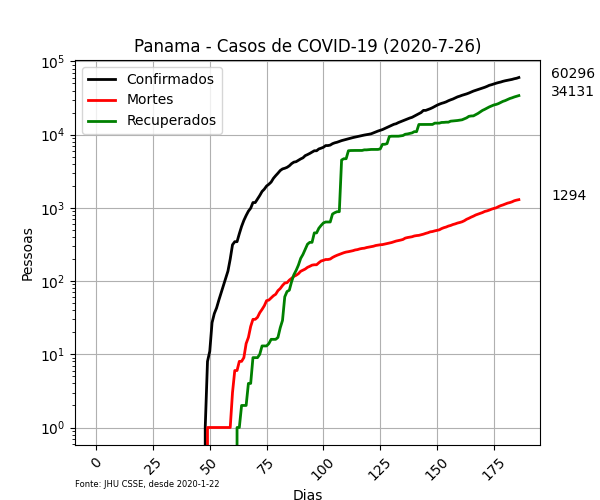 Panama - Casos de COVID-19 (2020-7-26)
Confirmados
Mortes
Recuperados
60296
34131
1294
Pessoas
10⁵
10⁴
10³
10²
10¹
10⁰
0 25 50 75 100 125 150 175
Dias
Fonte: JHU CSSE, desde 2020-1-22